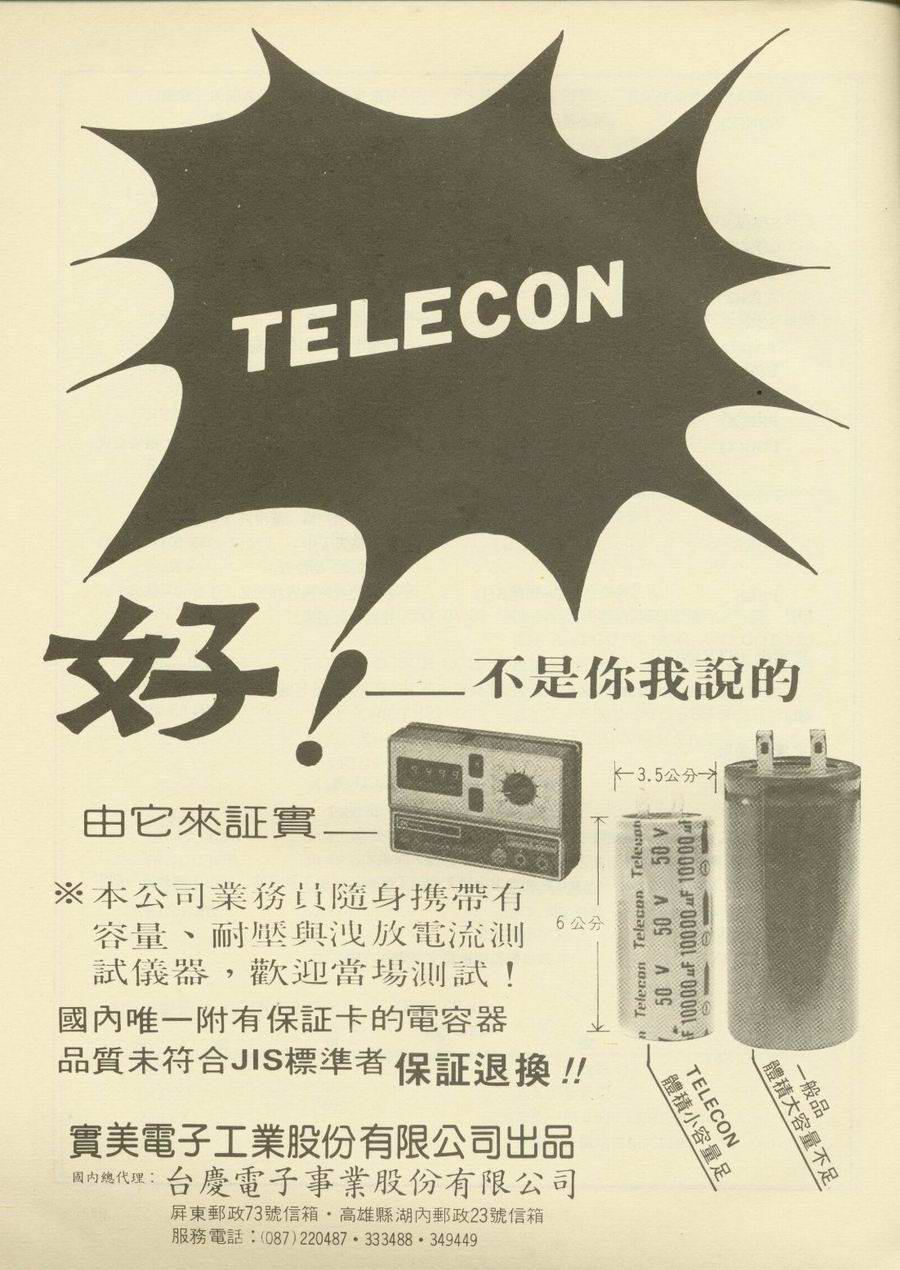 TELECON
好！——不是你我說的
由它來証實——
※本公司業務員隨身携帶有
容量、耐壓與洩放電流測
試儀器，歡迎當場測試！
國內唯一附有保証卡的電容器
品質未符合JIS標準者 保証退換!!
3.5公分
6公分
Telecon Telecon Telecon
50 V 50 V 50 V
10000μF 10000μF
TELECON
體積小容量足
一般品
體積大容量不足
實美電子工業股份有限公司出品
國內總代理：台慶電子事業股份有限公司
屏東郵政73號信箱・高雄縣湖內郵政23號信箱
服務電話：(087) 220487・333488・349449